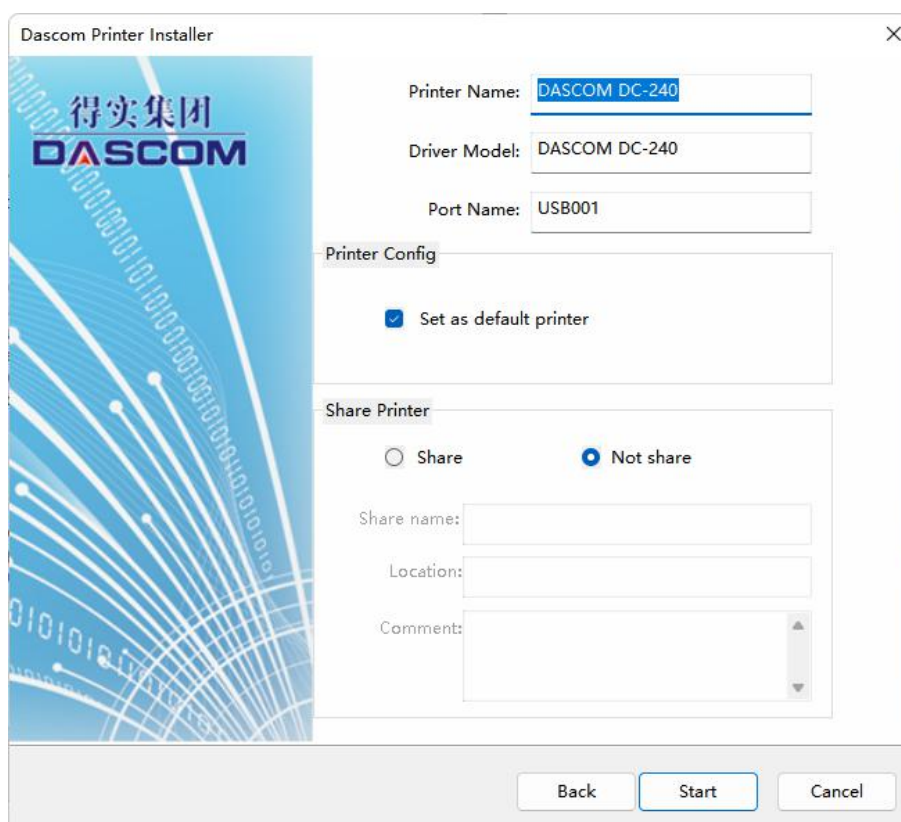 Dascom Printer Installer
得实集团
DASCOM
Printer Name: DASCOM DC-240
Driver Model: DASCOM DC-240
Port Name: USB001
Printer Config
Set as default printer
Share Printer
Share Not share
Share name:
Location:
Comment:
Back Start Cancel